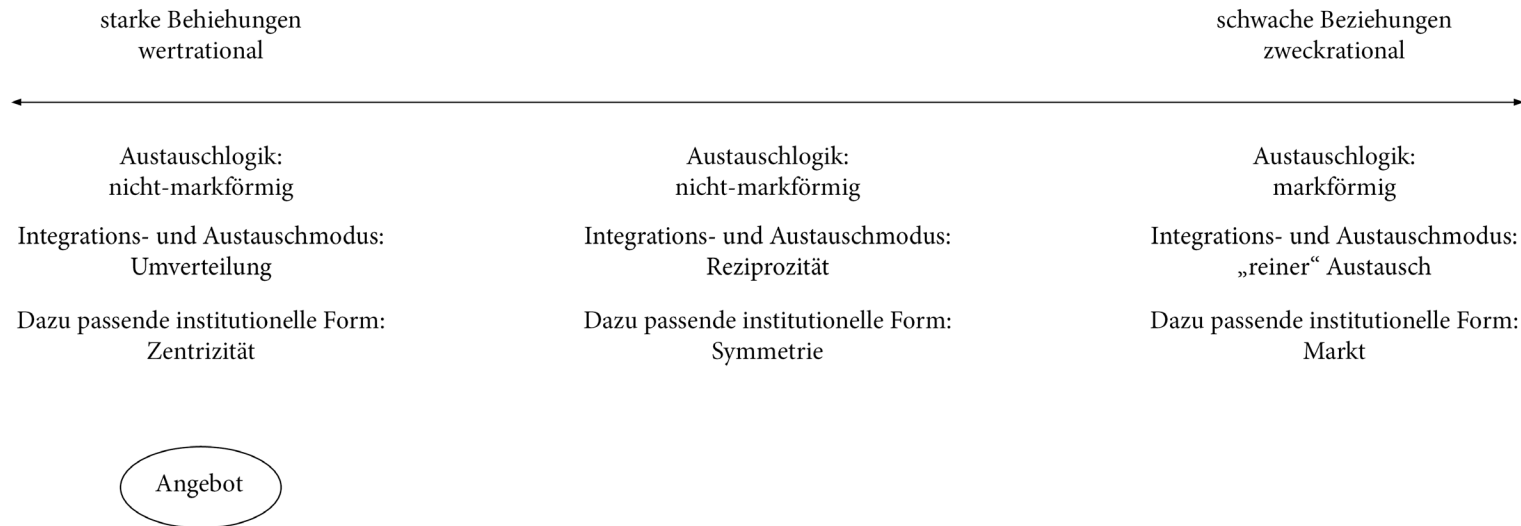 starke Behiehungen
wertrational
schwache Beziehungen
zweckrational
Austauschlogik:
nicht-markförmig
Integrations- und Austauschmodus:
Umverteilung
Dazu passende institutionelle Form:
Zentrizität
Austauschlogik:
nicht-markförmig
Integrations- und Austauschmodus:
Reziprozität
Dazu passende institutionelle Form:
Symmetrie
Austauschlogik:
markförmig
Integrations- und Austauschmodus:
„reiner“ Austausch
Dazu passende institutionelle Form:
Markt
Angebot